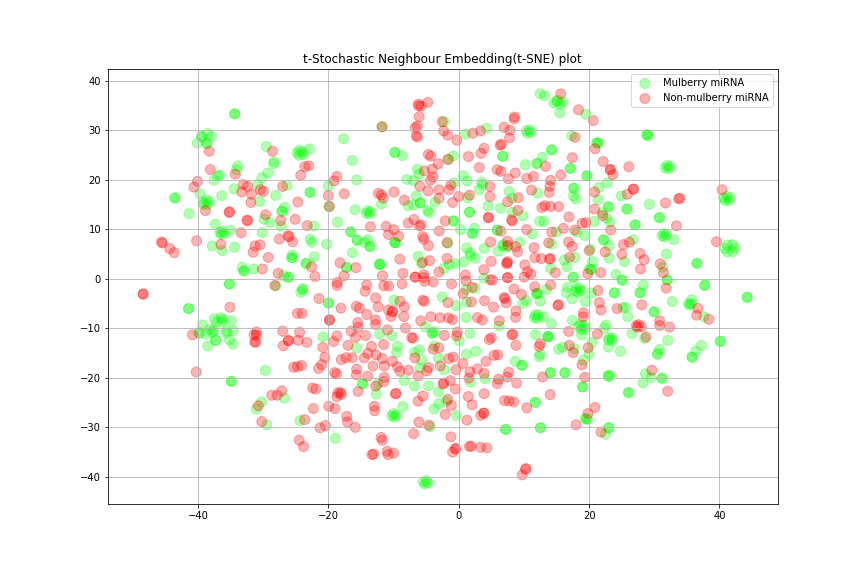 t-Stochastic Neighbour Embedding(t-SNE) plot
Mulberry miRNA
Non-mulberry miRNA
40
30
20
10
0
−10
−20
−30
−40
−40 −20 0 20 40